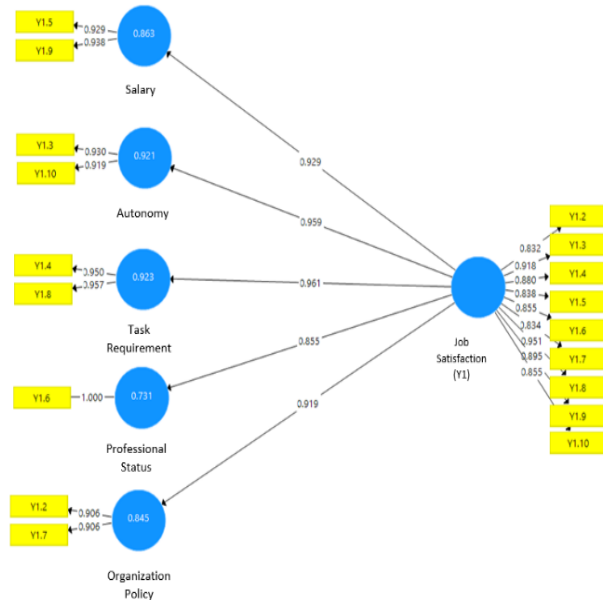 Y1.5
0.929
0.938
Y1.9
0.863
Salary
Y1.3
0.930
0.919
Y1.10
0.921
Autonomy
Y1.4
0.950
0.957
Y1.8
0.923
Task
Requirement
Y1.6
1.000
0.731
Professional
Status
Y1.2
0.906
0.906
Y1.7
0.845
Organization
Policy
0.929
0.959
0.961
0.855
0.919
Job
Satisfaction
(Y1)
0.832
0.918
0.880
0.838
0.855
0.834
0.951
0.895
0.855
Y1.2
Y1.3
Y1.4
Y1.5
Y1.6
Y1.7
Y1.8
Y1.9
Y1.10